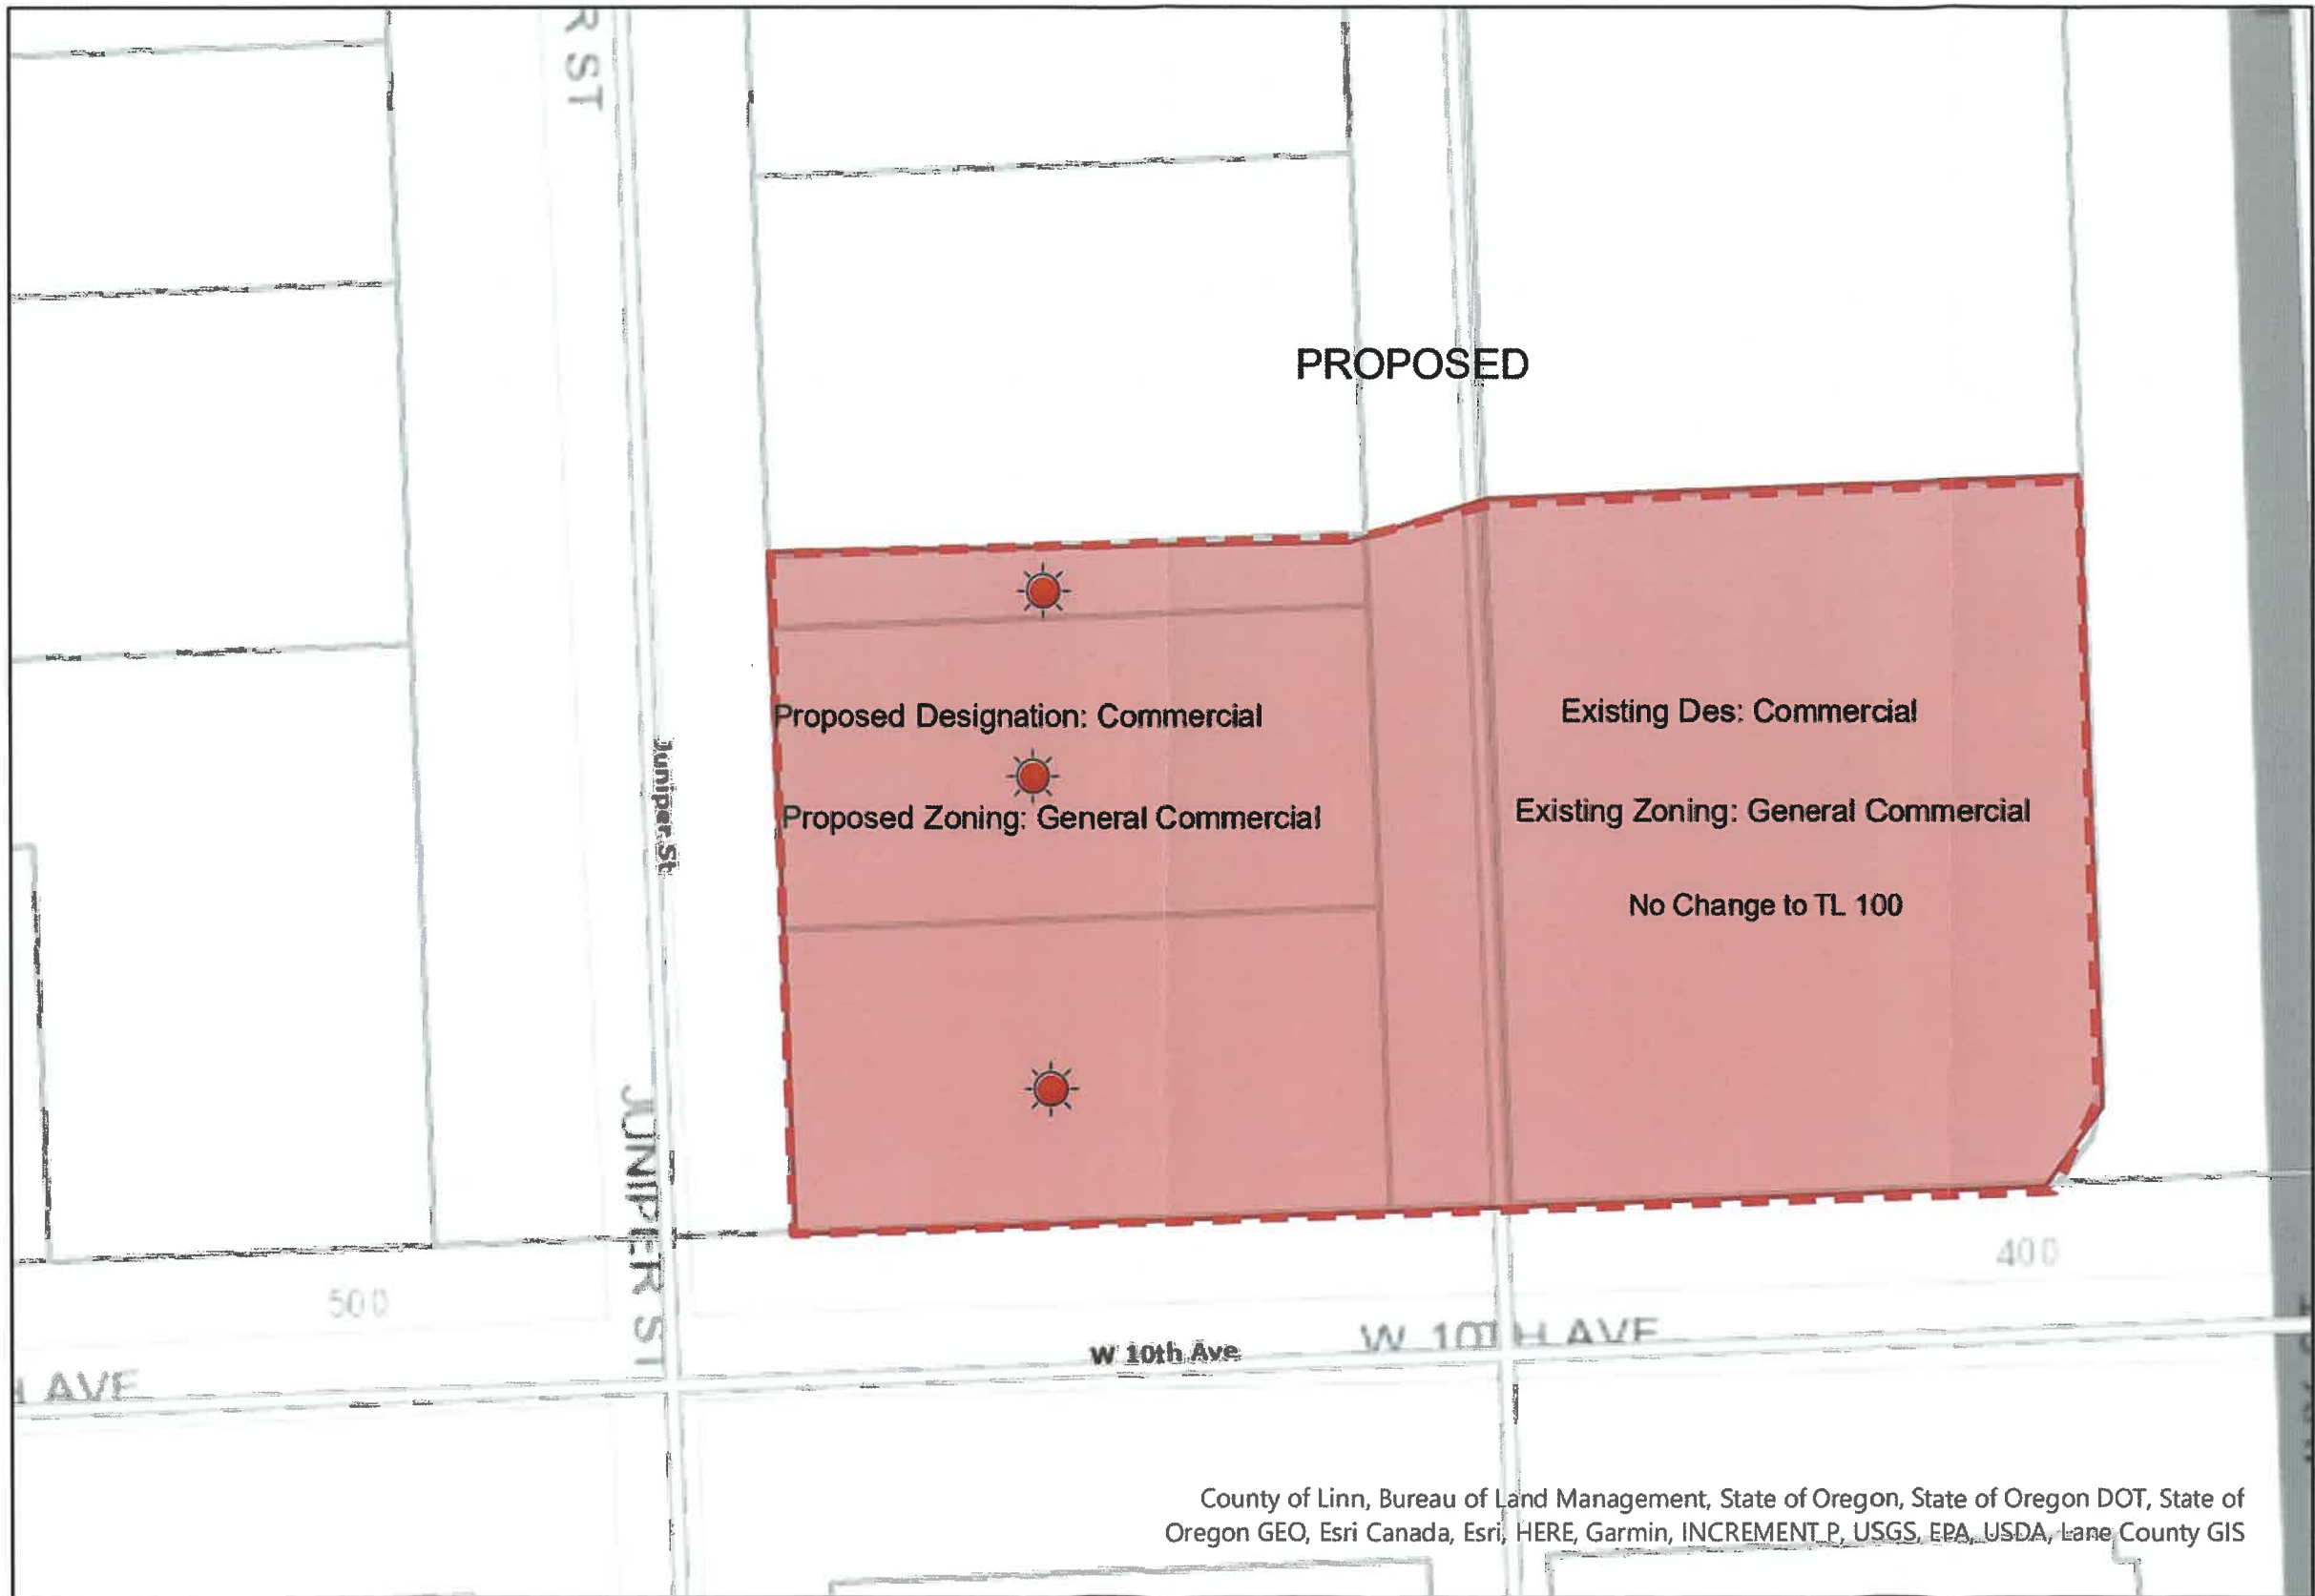 R ST
PROPOSED
Proposed Designation: Commercial
Existing Des: Commercial
Juniper St
Proposed Zoning: General Commercial
Existing Zoning: General Commercial
No Change to TL 100
JUNIPER ST
400
500
W 10th Ave
W 10TH AVE
H AVE
County of Linn, Bureau of Land Management, State of Oregon, State of Oregon DOT, State of
Oregon GEO, Esri Canada, Esri, HERE, Garmin, INCREMENT P, USGS, EPA, USDA, Lane County GIS